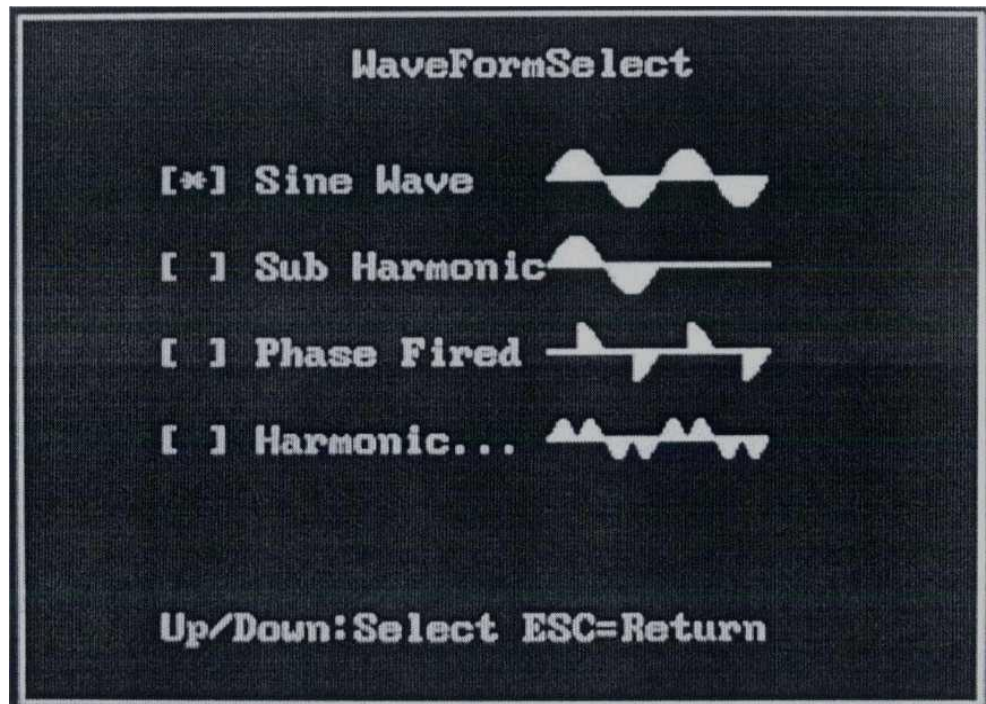 WaveFormSelect
[*] Sine Wave
[ ] Sub Harmonic
[ ] Phase Fired
[ ] Harmonic...
Up/Down:Select ESC=Return